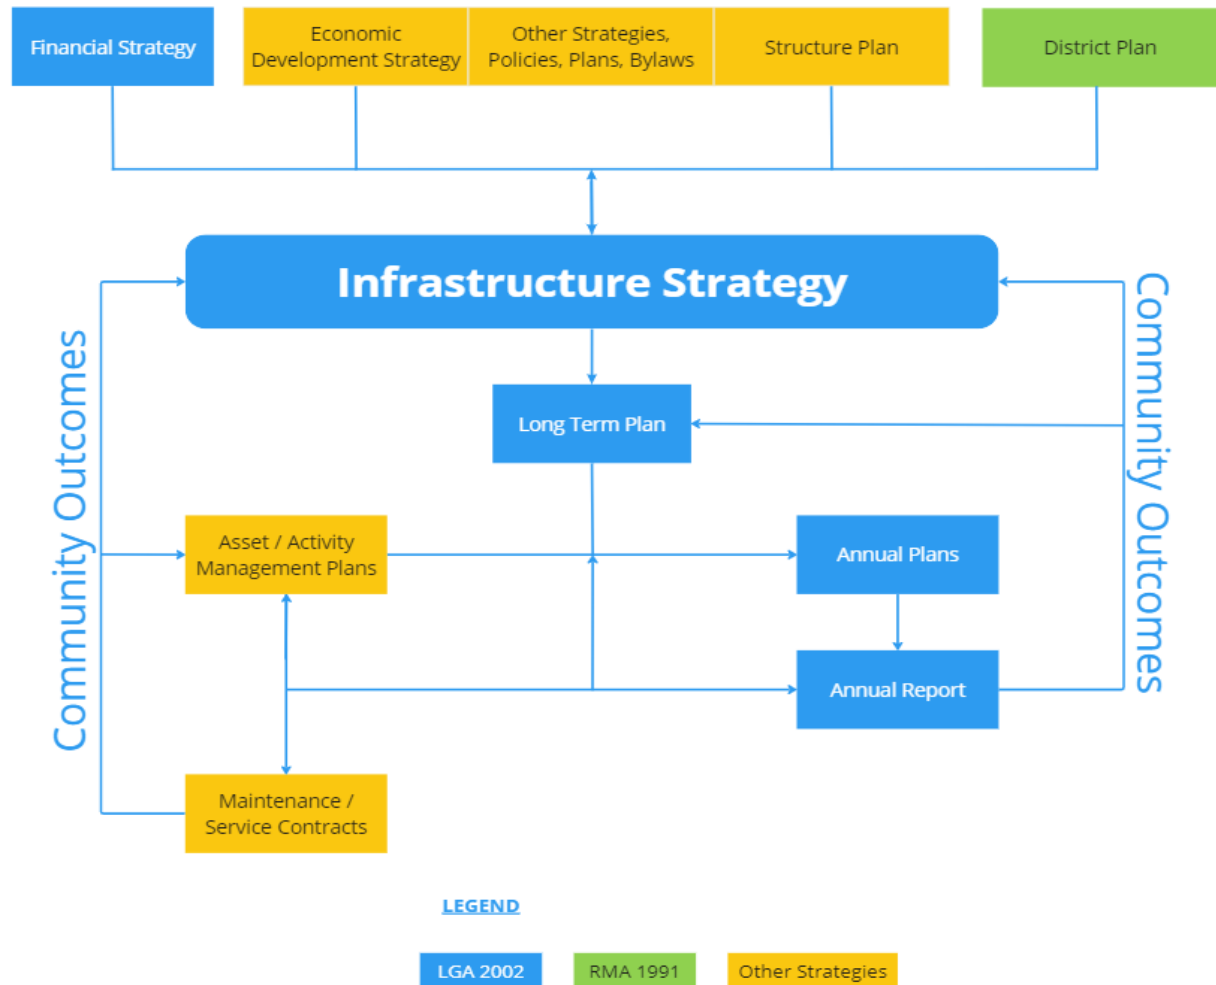 Financial Strategy
Economic
Development Strategy
Other Strategies,
Policies, Plans, Bylaws
Structure Plan
District Plan
Infrastructure Strategy
Community Outcomes
Community Outcomes
Long Term Plan
Asset / Activity
Management Plans
Annual Plans
Annual Report
Maintenance /
Service Contracts
LEGEND
LGA 2002
RMA 1991
Other Strategies